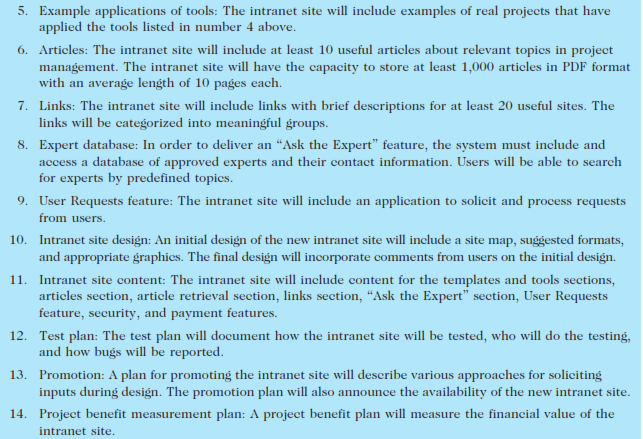 5. Example applications of tools: The intranet site will include examples of real projects that have
applied the tools listed in number 4 above.
6. Articles: The intranet site will include at least 10 useful articles about relevant topics in project
management. The intranet site will have the capacity to store at least 1,000 articles in PDF format
with an average length of 10 pages each.
7. Links: The intranet site will include links with brief descriptions for at least 20 useful sites. The
links will be categorized into meaningful groups.
8. Expert database: In order to deliver an “Ask the Expert” feature, the system must include and
access a database of approved experts and their contact information. Users will be able to search
for experts by predefined topics.
9. User Requests feature: The intranet site will include an application to solicit and process requests
from users.
10. Intranet site design: An initial design of the new intranet site will include a site map, suggested formats,
and appropriate graphics. The final design will incorporate comments from users on the initial design.
11. Intranet site content: The intranet site will include content for the templates and tools sections,
articles section, article retrieval section, links section, “Ask the Expert” section, User Requests
feature, security, and payment features.
12. Test plan: The test plan will document how the intranet site will be tested, who will do the testing,
and how bugs will be reported.
13. Promotion: A plan for promoting the intranet site will describe various approaches for soliciting
inputs during design. The promotion plan will also announce the availability of the new intranet site.
14. Project benefit measurement plan: A project benefit plan will measure the financial value of the
intranet site.